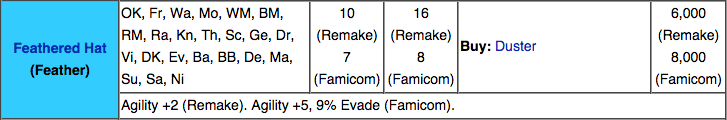 Feathered Hat
(Feather)
OK, Fr, Wa, Mo, WM, BM,
RM, Ra, Kn, Th, Sc, Ge, Dr,
Vi, DK, Ev, Ba, BB, De, Ma,
Su, Sa, Ni
10
(Remake)
7
(Famicom)
16
(Remake)
8
(Famicom)
Buy: Duster
6,000
(Remake)
8,000
(Famicom)
Agility +2 (Remake). Agility +5, 9% Evade (Famicom).